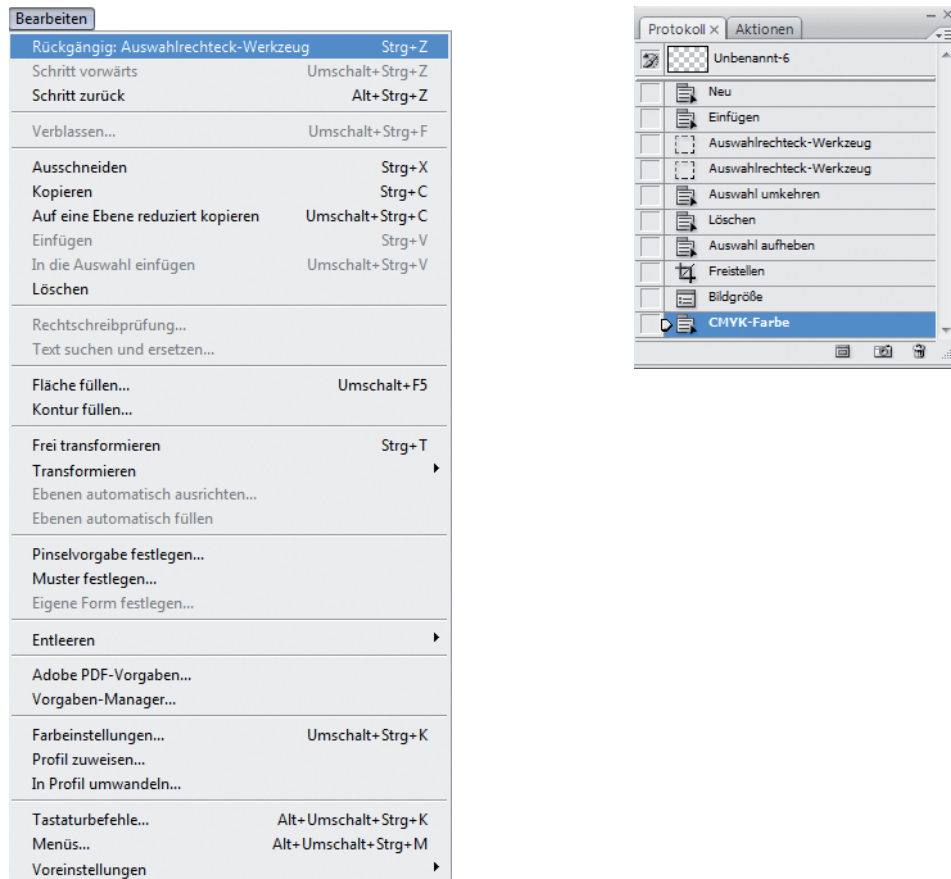 Bearbeiten
Rückgängig: Auswahlrechteck-Werkzeug Strg+Z
Schritt vorwärts Umschalt+Strg+Z
Schritt zurück Alt+Strg+Z
Verblassen... Umschalt+Strg+F
Ausschneiden Strg+X
Kopieren Strg+C
Auf eine Ebene reduziert kopieren Umschalt+Strg+C
Einfügen Strg+V
In die Auswahl einfügen Umschalt+Strg+V
Löschen
Rechtschreibprüfung...
Text suchen und ersetzen...
Fläche füllen... Umschalt+F5
Kontur füllen...
Frei transformieren Strg+T
Transformieren
Ebenen automatisch ausrichten...
Ebenen automatisch füllen
Pinselvorgabe festlegen...
Muster festlegen...
Eigene Form festlegen...
Entleeren
Adobe PDF-Vorgaben...
Vorgaben-Manager...
Farbeinstellungen... Umschalt+Strg+K
Profil zuweisen...
In Profil umwandeln...
Tastaturbefehle... Alt+Umschalt+Strg+K
Menüs... Alt+Umschalt+Strg+M
Voreinstellungen
Protokoll × Aktionen
Unbenannt-6
Neu
Einfügen
Auswahlrechteck-Werkzeug
Auswahlrechteck-Werkzeug
Auswahl umkehren
Löschen
Auswahl aufheben
Freistellen
Bildgröße
CMYK-Farbe